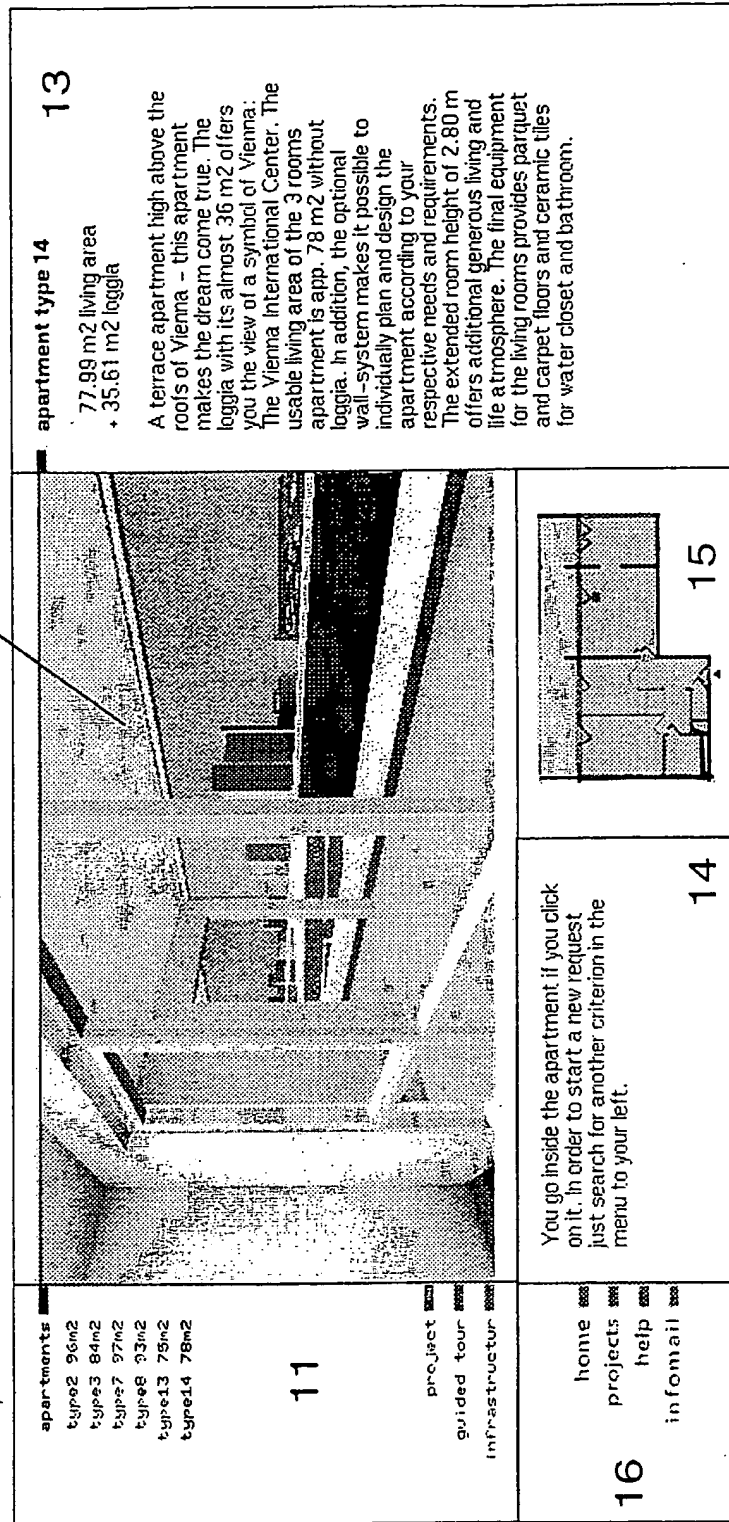 apartments
type2 96m2
type3 84m2
type7 97m2
type8 93m2
type13 75m2
type14 78m2
11
project
guided tour
infrastructur
16
home
projects
help
infomail
You go inside the apartment if you click
on it. In order to start a new request
just search for another criterion in the
menu to your left.
14
15
apartment type 14
13
77.99 m2 living area
+ 35.61 m2 loggia
A terrace apartment high above the
roofs of Vienna – this apartment
makes the dream come true. The
loggia with its almost 36 m2 offers
you the view of a symbol of Vienna:
The Vienna International Center. The
usable living area of the 3 rooms
apartment is app. 78 m2 without
loggia. In addition, the optional
wall-system makes it possible to
individually plan and design the
apartment according to your
respective needs and requirements.
The extended room height of 2.80 m
offers additional generous living and
life atmosphere. The final equipment
for the living rooms provides parquet
and carpet floors and ceramic tiles
for water closet and bathroom.